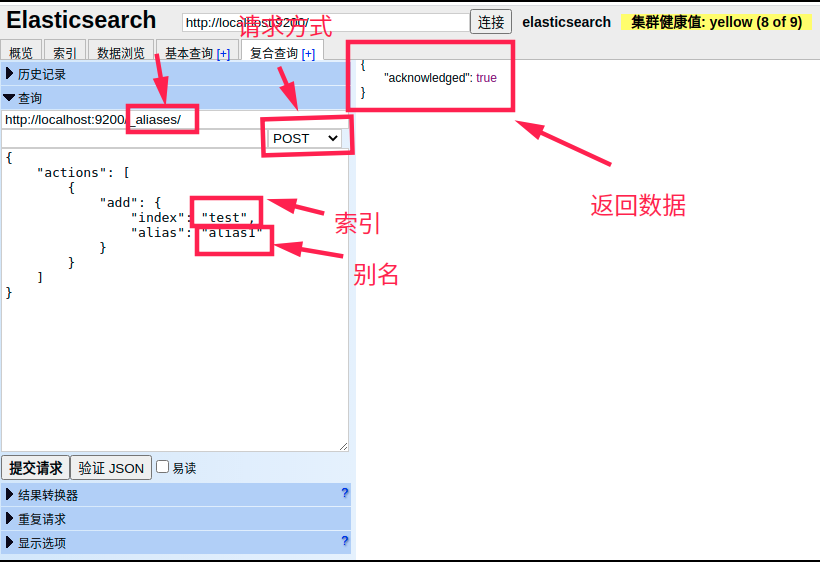 Elasticsearch
http://localhost:9200/
连接
elasticsearch
集群健康值: yellow (8 of 9)
请求方式
概览
索引
数据浏览
基本查询 [+]
复合查询 [+]
历史记录
查询
http://localhost:9200/_aliases/
POST
{
"actions": [
{
"add": {
"index": "test",
"alias": "alias1"
}
}
]
}
索引
别名
{
"acknowledged": true
}
返回数据
提交请求
验证 JSON
易读
结果转换器
?
重复请求
显示选项
?